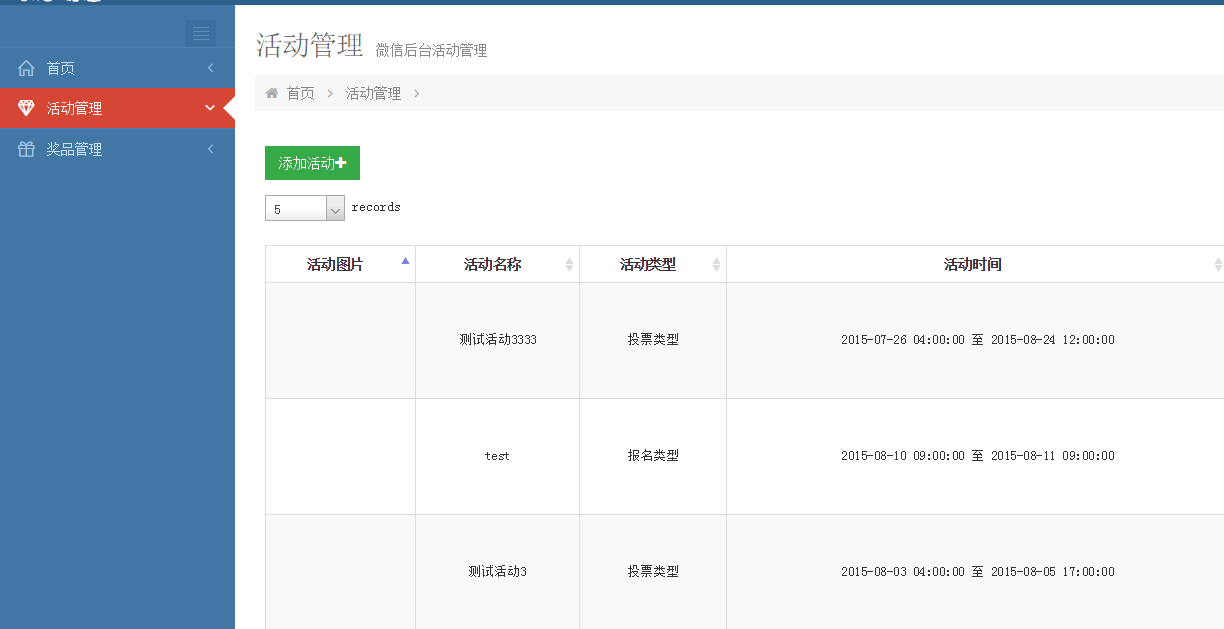 首页
活动管理
奖品管理
活动管理 微信后台活动管理
首页 活动管理
添加活动
5 records
活动图片 活动名称 活动类型 活动时间
测试活动3333 投票类型 2015-07-26 04:00:00 至 2015-08-24 12:00:00
test 报名类型 2015-08-10 09:00:00 至 2015-08-11 09:00:00
测试活动3 投票类型 2015-08-03 04:00:00 至 2015-08-05 17:00:00